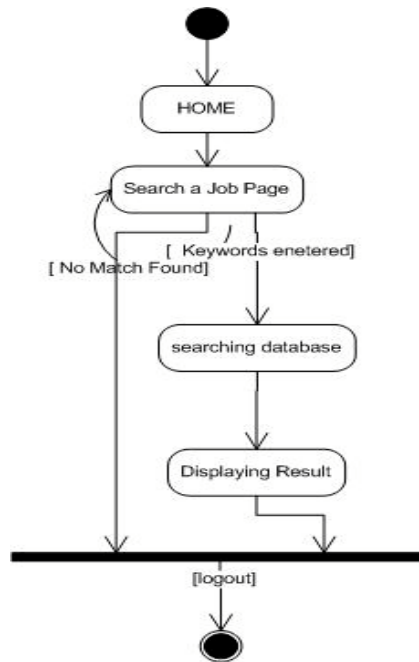 HOME
Search a Job Page
[ Keywords enetered]
[ No Match Found]
searching database
Displaying Result
[logout]